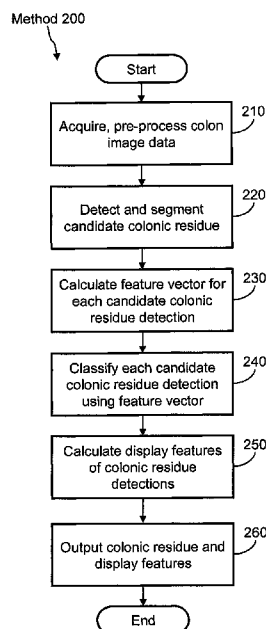 Method 200
Start
210
Acquire, pre-process colon
image data
220
Detect and segment
candidate colonic residue
230
Calculate feature vector for
each candidate colonic
residue detection
240
Classify each candidate
colonic residue detection
using feature vector
250
Calculate display features
of colonic residue
detections
260
Output colonic residue and
display features
End